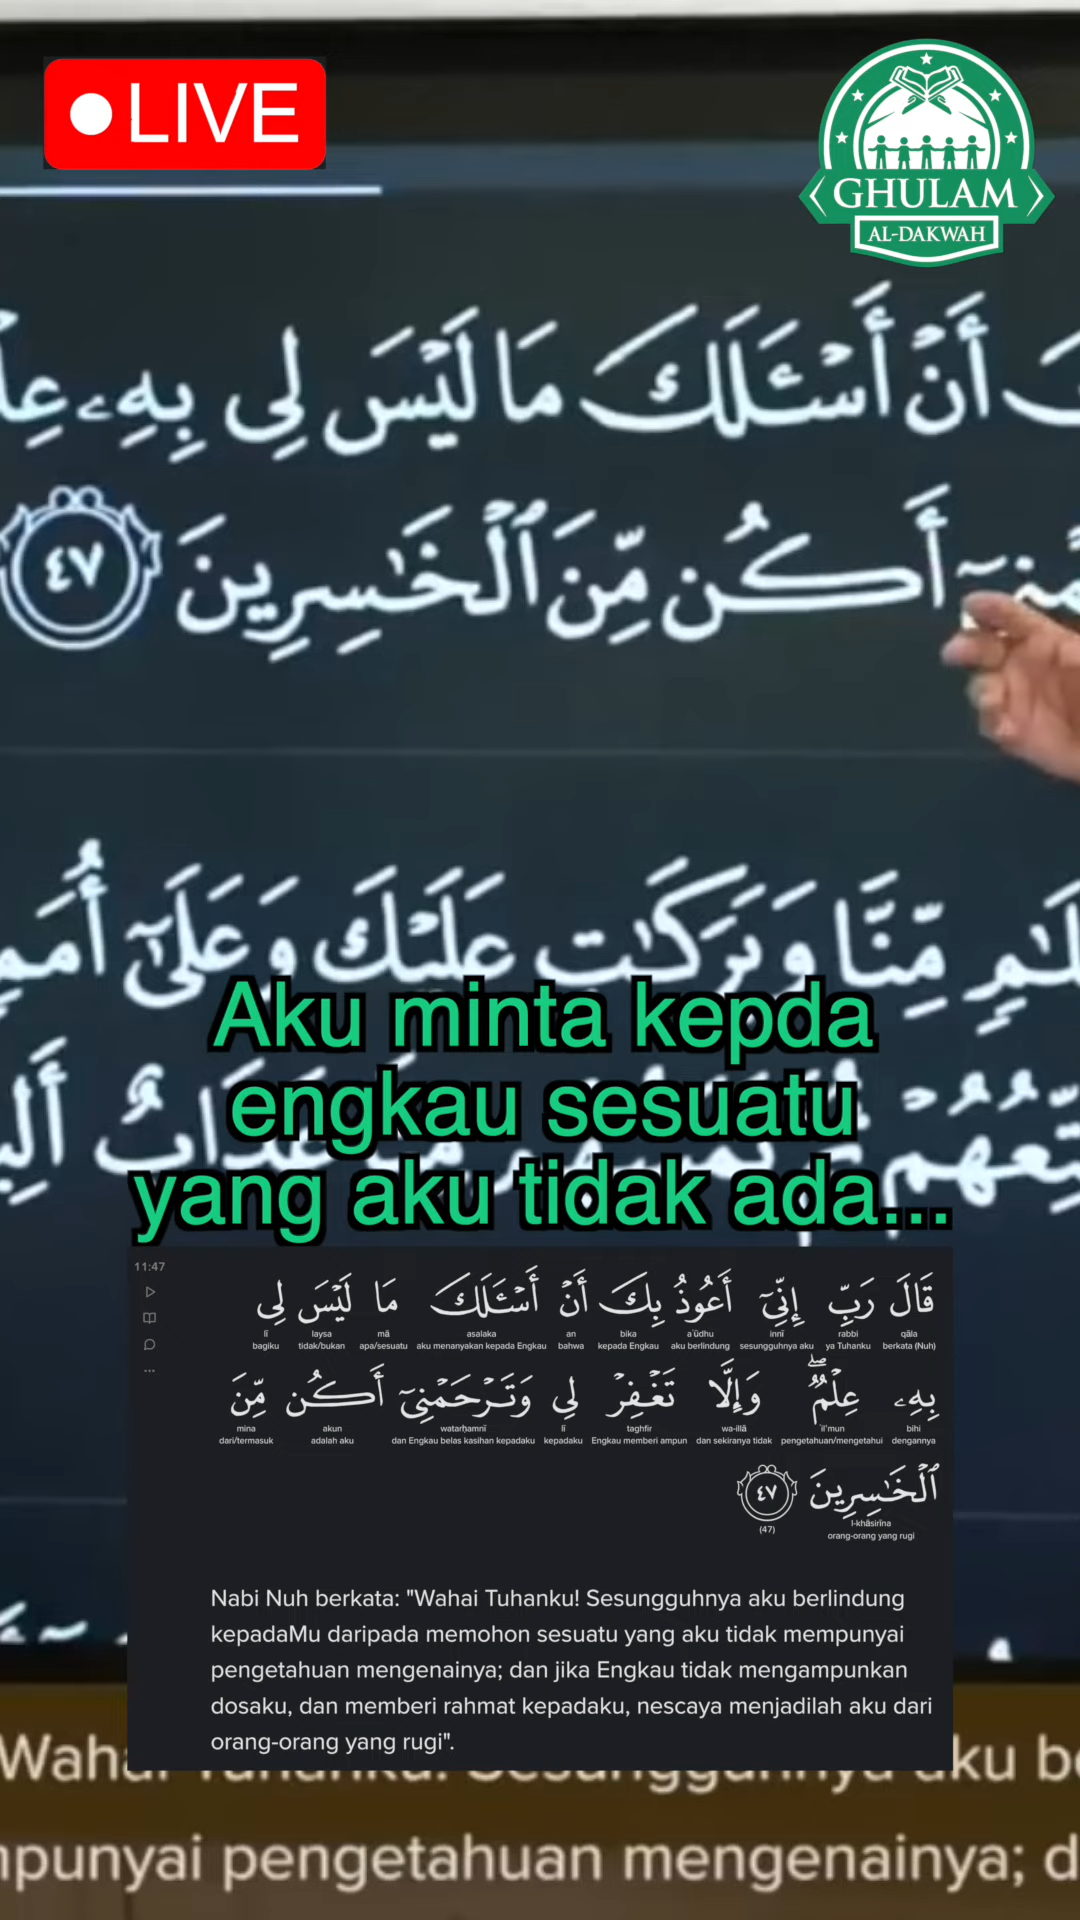 LIVE
GHULAM
AL-DAKWAH
أَنْ أَسْـَٔلَكَ مَا لَيْسَ لِى بِهِۦ
أَكُن مِّنَ ٱلْخَـٰسِرِينَ ٤٧
مِّنَّا وَبَرَكَـٰتٍ عَلَيْكَ وَعَلَىٰٓ
Aku minta kepda
engkau sesuatu
yang aku tidak ada...
11:47
قَالَ رَبِّ إِنِّىٓ أَعُوذُ بِكَ أَنْ أَسْـَٔلَكَ مَا لَيْسَ لِى
lī laysa mā asalaka an bika aʿūdhu innī rabbi qāla
bagiku tidak/bukan apa/sesuatu aku menanyakan kepada Engkau bahwa kepada Engkau aku berlindung sesungguhnya aku ya Tuhanku berkata (Nuh)
بِهِۦ عِلْمٌ ۖ وَإِلَّا تَغْفِرْ لِى وَتَرْحَمْنِىٓ أَكُن مِّنَ
mina akun watarḥamnī lī taghfir wa-illā ʿil'mun bihi
dari/termasuk adalah aku dan Engkau belas kasihan kepadaku kepadaku Engkau memberi ampun dan sekiranya tidak pengetahuan/mengetahui dengannya
ٱلْخَـٰسِرِينَ ٤٧
(47) l-khāsirīna
orang-orang yang rugi
Nabi Nuh berkata: "Wahai Tuhanku! Sesungguhnya aku berlindung
kepadaMu daripada memohon sesuatu yang aku tidak mempunyai
pengetahuan mengenainya; dan jika Engkau tidak mengampunkan
dosaku, dan memberi rahmat kepadaku, nescaya menjadilah aku dari
orang-orang yang rugi".
pengetahuan mengenainya;